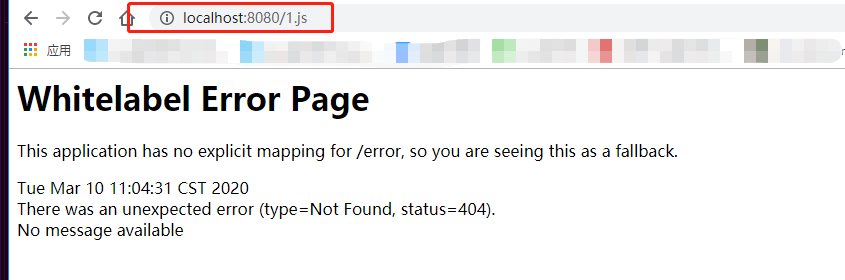 localhost:8080/1.js
应用
Whitelabel Error Page
This application has no explicit mapping for /error, so you are seeing this as a fallback.
Tue Mar 10 11:04:31 CST 2020
There was an unexpected error (type=Not Found, status=404).
No message available